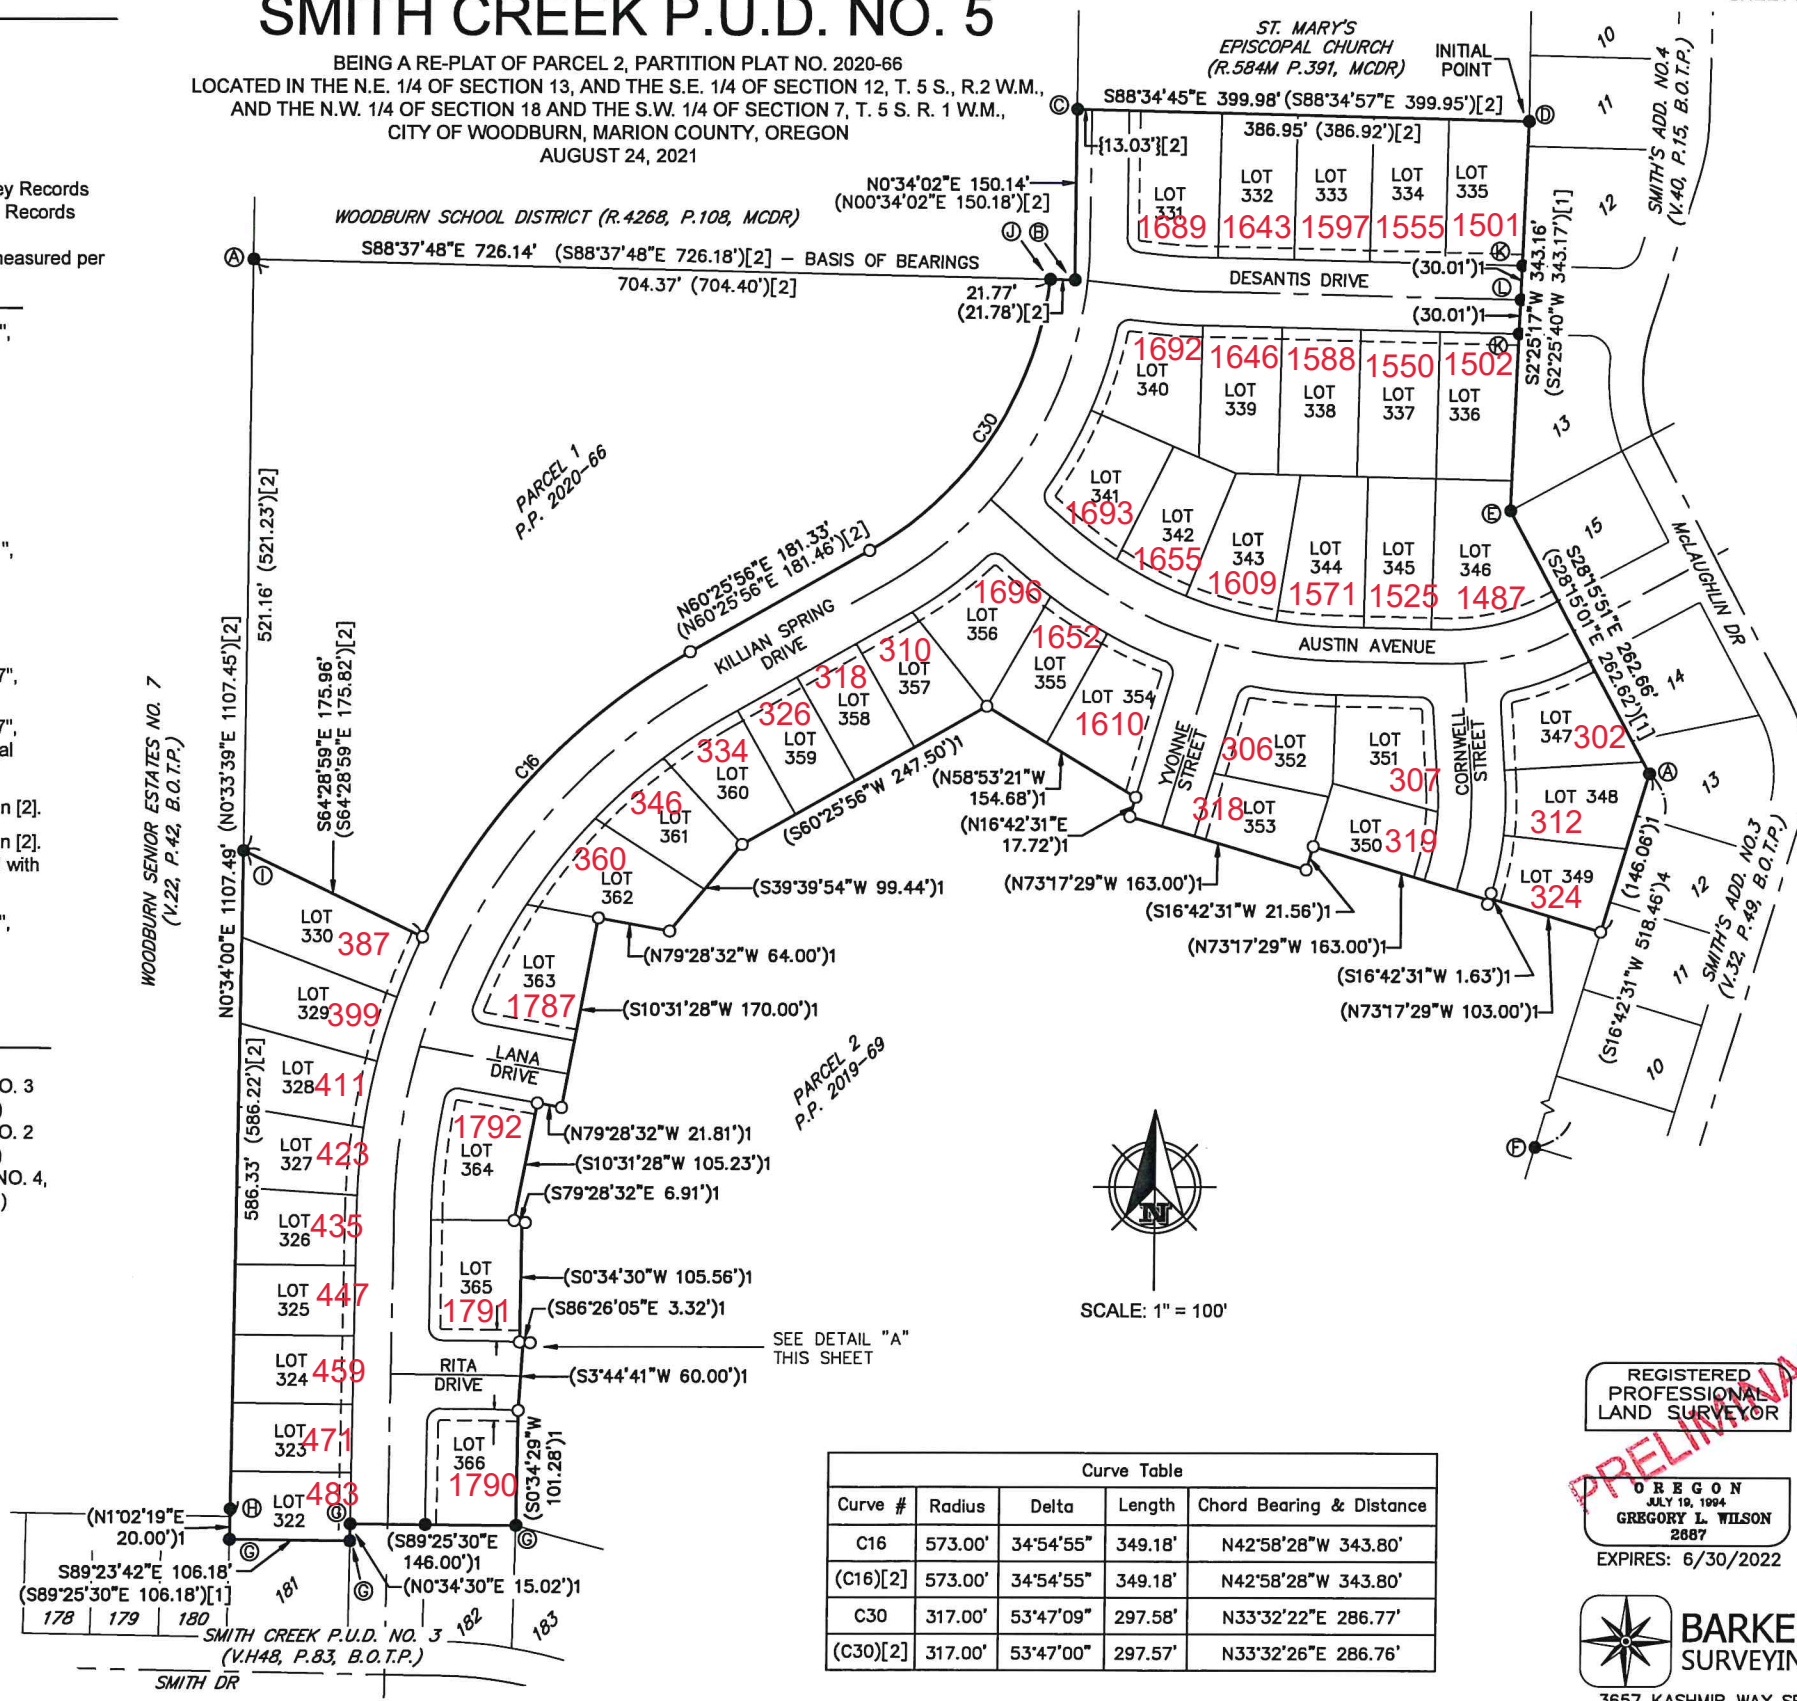 SMITH CREEK P.U.D. NO. 5
BEING A RE-PLAT OF PARCEL 2, PARTITION PLAT NO. 2020-66
LOCATED IN THE N.E. 1/4 OF SECTION 13, AND THE S.E. 1/4 OF SECTION 12, T. 5 S., R.2 W.M.,
AND THE N.W. 1/4 OF SECTION 18 AND THE S.W. 1/4 OF SECTION 7, T. 5 S. R. 1 W.M.,
CITY OF WOODBURN, MARION COUNTY, OREGON
AUGUST 24, 2021
ey Records
Records
neasured per
",
",
7",
7",
al
n [2].
n [2].
with
",
O. 3
)
O. 2
)
NO. 4,
)
ST. MARY'S
EPISCOPAL CHURCH
(R.584M P.391, MCDR)
INITIAL
POINT
S88°34'45"E 399.98' (S88°34'57"E 399.95')[2]
386.95' (386.92')[2]
{13.03'}[2]
C
D
10
11
12
SMITH'S ADD. NO.4
(V.40, P.15, B.O.T.P.)
N0°34'02"E 150.14'
(N00°34'02"E 150.18')[2]
WOODBURN SCHOOL DISTRICT (R.4268, P.108, MCDR)
A
S88°37'48"E 726.14' (S88°37'48"E 726.18')[2] – BASIS OF BEARINGS
704.37' (704.40')[2]
J
B
21.77'
(21.78')[2]
LOT
331
1689
LOT
332
1643
LOT
333
1597
LOT
334
1555
LOT
335
1501
K
(30.01')1
L
DESANTIS DRIVE
(30.01')1
K
S2°25'17"W 343.16'
(S2°25'40"W 343.17')[1]
1692
LOT
340
1646
LOT
339
1588
LOT
338
1550
LOT
337
1502
LOT
336
13
C30
LOT
341
1693
LOT
342
1655
LOT
343
1609
LOT
344
1571
LOT
345
1525
LOT
346
1487
E
15
McLAUGHLIN DR
S28°15'51"E 262.66'
(S28°15'01"E 262.62')[1]
14
13
PARCEL 1
P.P. 2020-66
521.16' (521.23')[2]
N60°25'56"E 181.33'
(N60°25'56"E 181.46')[2]
KILLIAN SPRING
DRIVE
AUSTIN AVENUE
1696
LOT
356
1652
LOT
355
LOT 354
1610
310
LOT
357
318
LOT
358
326
LOT
359
334
LOT
360
346
LOT
361
360
LOT
362
C16
YVONNE
STREET
CORNWELL
STREET
306
LOT
352
LOT
351
307
318
LOT
353
LOT
350
319
LOT
347
302
LOT 348
312
LOT 349
324
A
(146.06')1
(S16°42'31"W 518.46')4
12
11
10
SMITH'S ADD. NO.3
(V.32, P.49, B.O.T.P.)
F
(S60°25'56"W 247.50')1
(N58°53'21"W
154.68')1
(N16°42'31"E
17.72')1
(N73°17'29"W 163.00')1
(S16°42'31"W 21.56')1
(N73°17'29"W 163.00')1
(S16°42'31"W 1.63')1
(N73°17'29"W 103.00')1
(S39°39'54"W 99.44')1
(N79°28'32"W 64.00')1
(S10°31'28"W 170.00')1
WOODBURN SENIOR ESTATES NO. 7
(V.22, P.42, B.O.T.P.)
N0°34'00"E 1107.49' (N0°33'39"E 1107.45')[2]
S64°28'59"E 175.96'
(S64°28'59"E 175.82')[2]
I
LOT
330
387
LOT
329
399
LOT
328
411
LOT
327
423
LOT
326
435
LOT
325
447
LOT
324
459
LOT
323
471
LOT
322
483
586.33' (586.22')[2]
LOT
363
1787
LANA
DRIVE
1792
LOT
364
LOT
365
1791
RITA
DRIVE
LOT
366
1790
PARCEL 2
P.P. 2019-69
(N79°28'32"W 21.81')1
(S10°31'28"W 105.23')1
(S79°28'32"E 6.91')1
(S0°34'30"W 105.56')1
(S86°26'05"E 3.32')1
SEE DETAIL "A"
THIS SHEET
(S3°44'41"W 60.00')1
(S0°34'29"W
101.28')1
N
SCALE: 1" = 100'
(N1°02'19"E
20.00')1
H
G
G
G
G
S89°23'42"E 106.18'
(S89°25'30"E 106.18')[1]
(S89°25'30"E
146.00')1
(N0°34'30"E 15.02')1
178
179
180
181
182
183
SMITH CREEK P.U.D. NO. 3
(V.H48, P.83, B.O.T.P.)
SMITH DR
Curve Table
Curve # Radius Delta Length Chord Bearing & Distance
C16 573.00' 34°54'55" 349.18' N42°58'28"W 343.80'
(C16)[2] 573.00' 34°54'55" 349.18' N42°58'28"W 343.80'
C30 317.00' 53°47'09" 297.58' N33°32'22"E 286.77'
(C30)[2] 317.00' 53°47'00" 297.57' N33°32'26"E 286.76'
REGISTERED
PROFESSIONAL
LAND SURVEYOR
PRELIMINA
OREGON
JULY 19, 1994
GREGORY L. WILSON
2687
EXPIRES: 6/30/2022
BARKE
SURVEYIN
3657 KASHMIR WAY SE